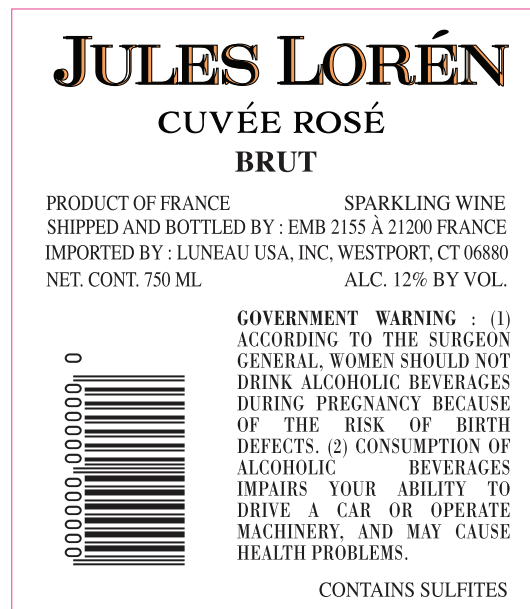 JULES LORÉN
CUVÉE ROSÉ
BRUT
PRODUCT OF FRANCE SPARKLING WINE
SHIPPED AND BOTTLED BY : EMB 2155 À 21200 FRANCE
IMPORTED BY : LUNEAU USA, INC, WESTPORT, CT 06880
NET. CONT. 750 ML ALC. 12% BY VOL.
GOVERNMENT WARNING : (1)
ACCORDING TO THE SURGEON
GENERAL, WOMEN SHOULD NOT
DRINK ALCOHOLIC BEVERAGES
DURING PREGNANCY BECAUSE
OF THE RISK OF BIRTH
DEFECTS. (2) CONSUMPTION OF
ALCOHOLIC BEVERAGES
IMPAIRS YOUR ABILITY TO
DRIVE A CAR OR OPERATE
MACHINERY, AND MAY CAUSE
HEALTH PROBLEMS.
0 000000 000000
CONTAINS SULFITES